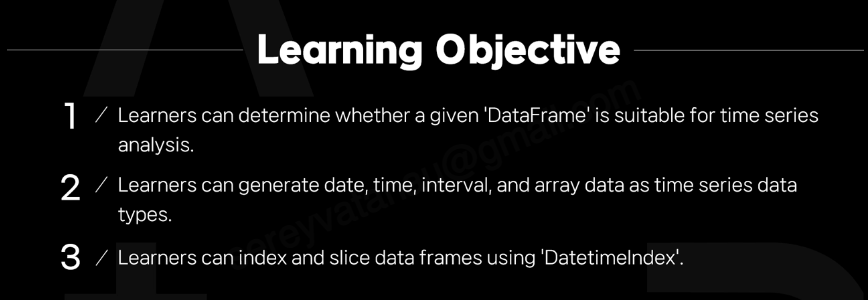 Learning Objective
1 / Learners can determine whether a given 'DataFrame' is suitable for time series
analysis.
2 / Learners can generate date, time, interval, and array data as time series data
types.
3 / Learners can index and slice data frames using 'DatetimeIndex'.